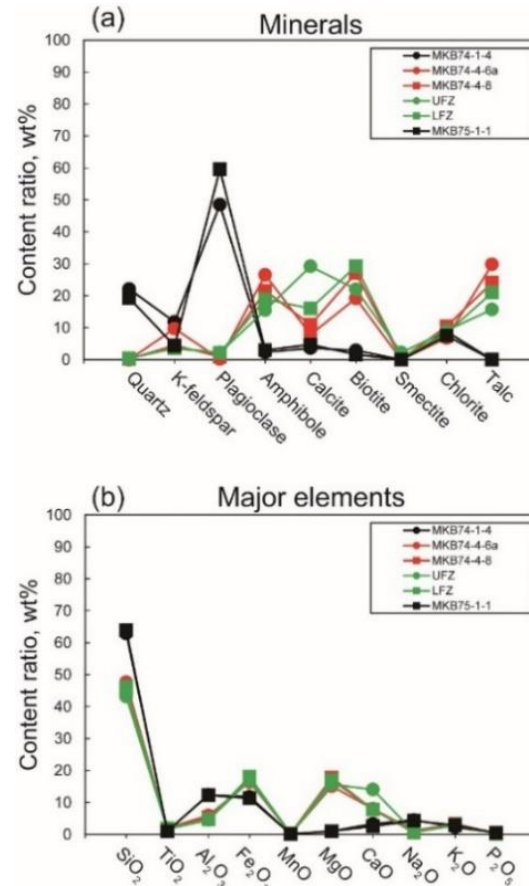 (a) Minerals
Content ratio, wt%
100
90
80
70
60
50
40
30
20
10
0
MKB74-1-4
MKB74-4-6a
MKB74-4-8
UFZ
LFZ
MKB75-1-1
Quartz
K-feldspar
Plagioclase
Amphibole
Calcite
Biotite
Smectite
Chlorite
Talc
(b) Major elements
Content ratio, wt%
100
90
80
70
60
50
40
30
20
10
0
MKB74-1-4
MKB74-4-6a
MKB74-4-8
UFZ
LFZ
MKB75-1-1
SiO₂
TiO₂
Al₂O₃
Fe₂O₃
MnO
MgO
CaO
Na₂O
K₂O
P₂O₅